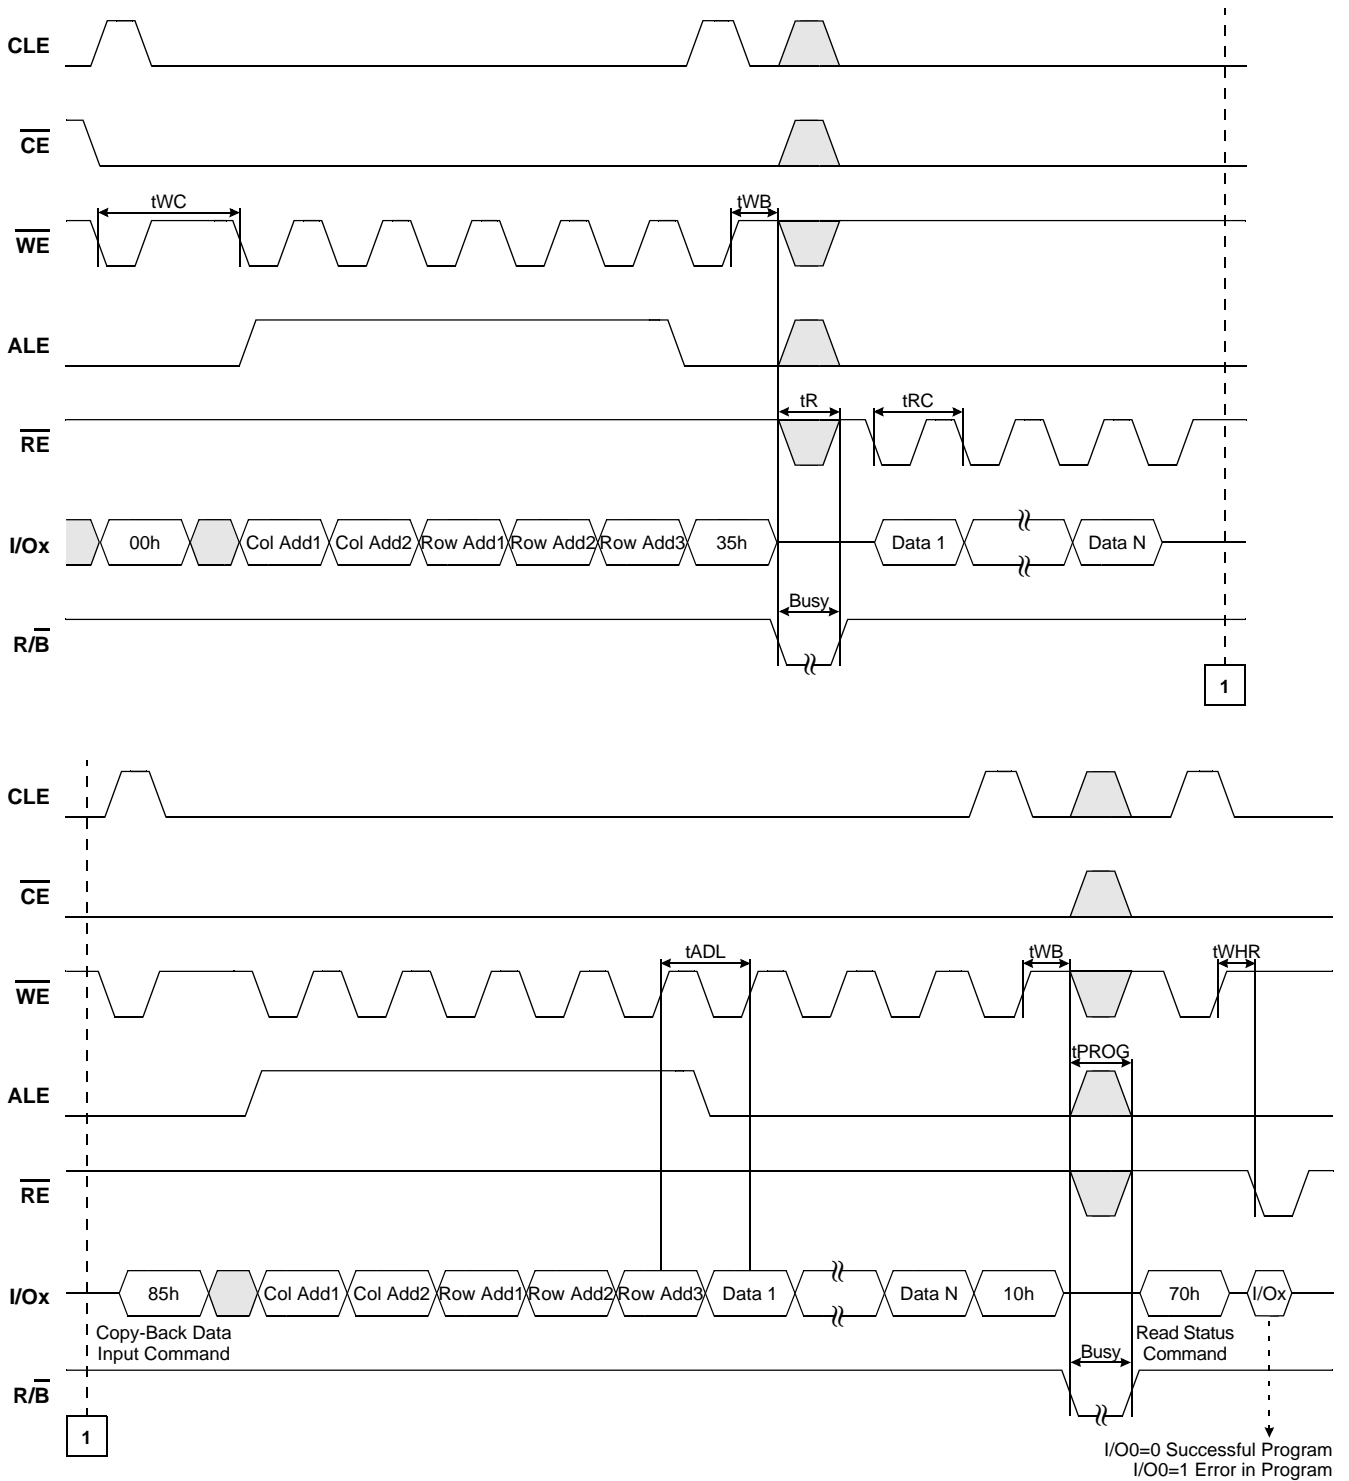 CLE
CE
tWC
tWB
WE
ALE
tR
tRC
RE
I/Ox
00h
Col Add1
Col Add2
Row Add1
Row Add2
Row Add3
35h
Data 1
Data N
Busy
R/B
1
CLE
CE
tADL
tWB
tWHR
WE
tPROG
ALE
RE
I/Ox
85h
Col Add1
Col Add2
Row Add1
Row Add2
Row Add3
Data 1
Data N
10h
70h
I/Ox
Copy-Back Data
Input Command
Read Status
Command
Busy
R/B
1
I/O0=0 Successful Program
I/O0=1 Error in Program